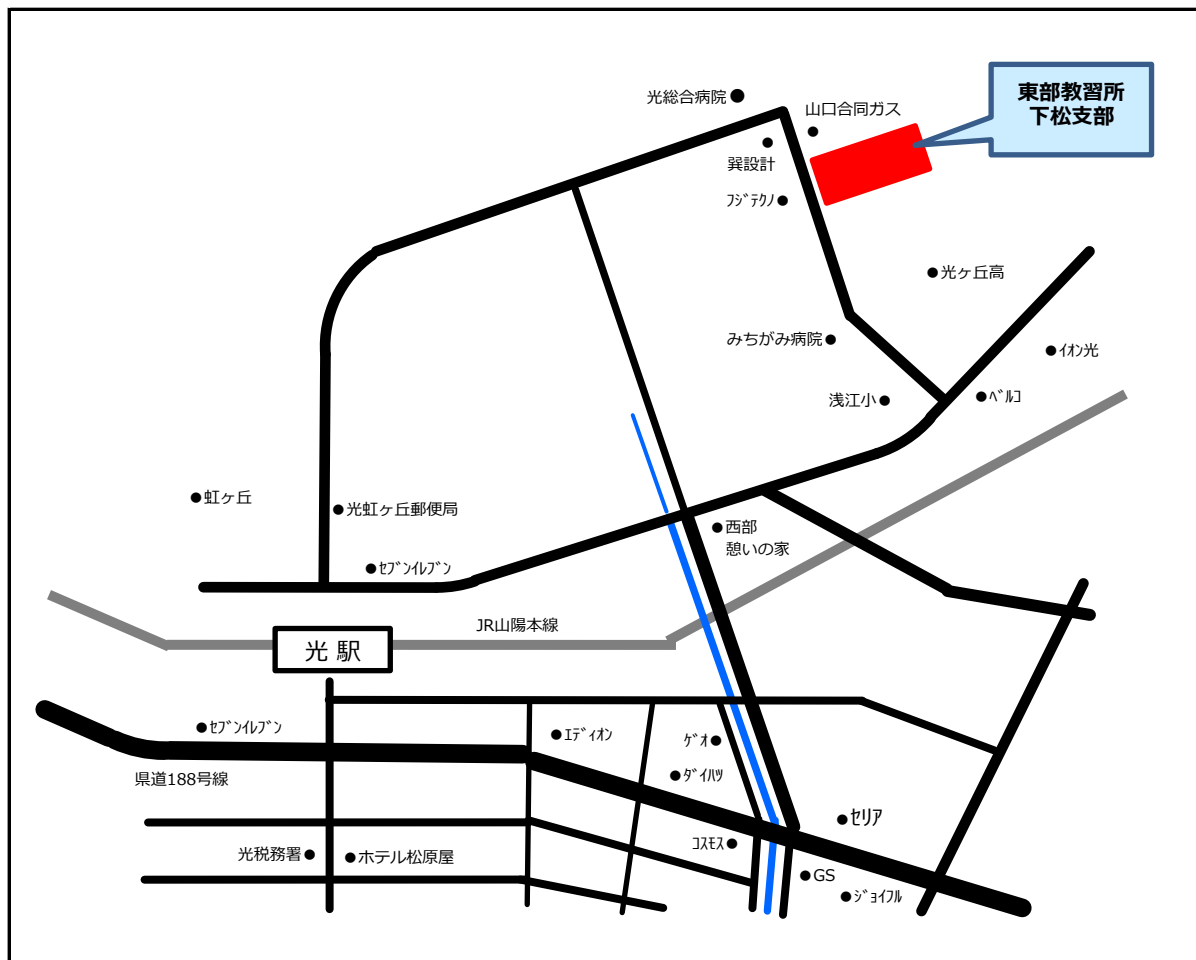 光総合病院
山口合同ガス
東部教習所
下松支部
巽設計
ﾌｼﾞﾃｸﾉ
光ヶ丘高
みちがみ病院
ｲｵﾝ光
浅江小
ﾍﾞﾙｺ
虹ヶ丘
光虹ヶ丘郵便局
西部
憩いの家
ｾﾌﾞﾝｲﾚﾌﾞﾝ
JR山陽本線
光 駅
ｾﾌﾞﾝｲﾚﾌﾞﾝ
ｴﾃﾞｨｵﾝ
ｹﾞｵ
県道188号線
ﾀﾞｲﾊﾂ
ｾﾘｱ
ｺｽﾓｽ
光税務署
ホテル松原屋
GS
ｼﾞｮｲﾌﾙ